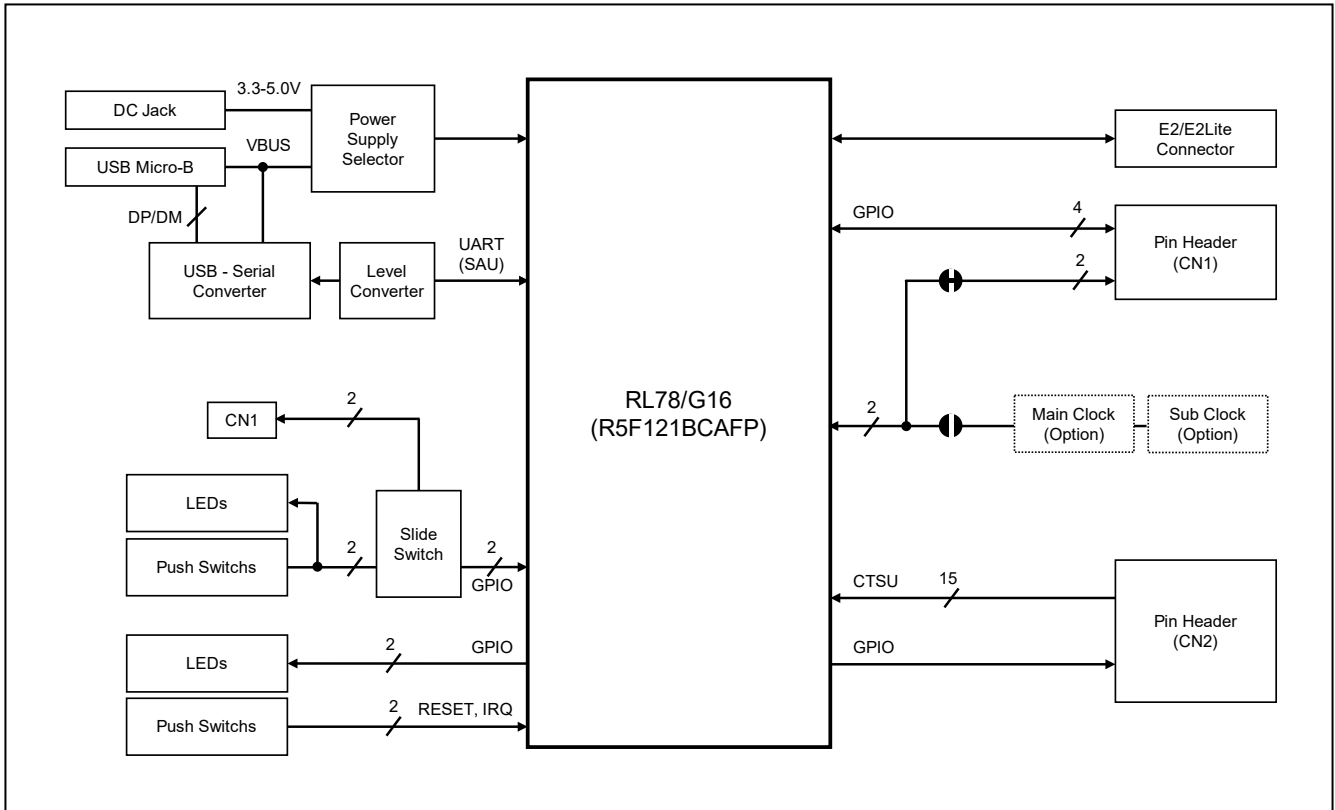 DC Jack
3.3-5.0V
Power
Supply
Selector
USB Micro-B
VBUS
DP/DM
USB - Serial
Converter
Level
Converter
UART
(SAU)
CN1
2
LEDs
Push Switchs
2
Slide
Switch
2
GPIO
LEDs
2
GPIO
Push Switchs
2
RESET, IRQ
RL78/G16
(R5F121BCAFP)
E2/E2Lite
Connector
GPIO
4
Pin Header
(CN1)
2
2
Main Clock
(Option)
Sub Clock
(Option)
CTSU
15
Pin Header
(CN2)
GPIO